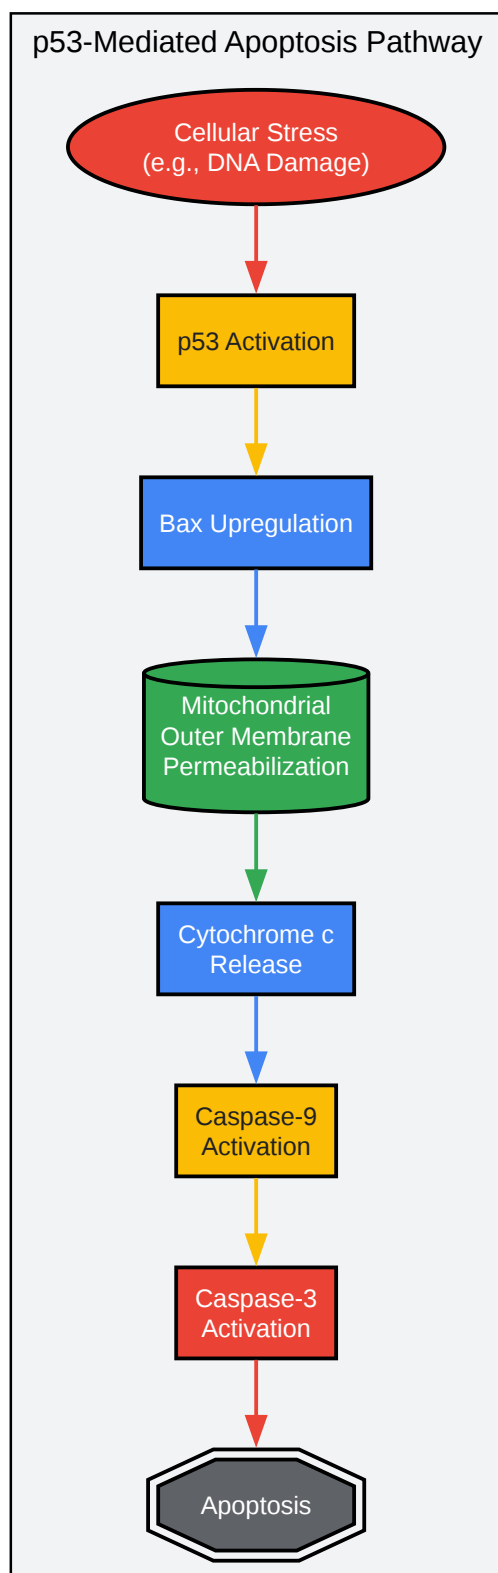 p53-Mediated Apoptosis Pathway
Cellular Stress
(e.g., DNA Damage)
p53 Activation
Bax Upregulation
Mitochondrial
Outer Membrane
Permeabilization
Cytochrome c
Release
Caspase-9
Activation
Caspase-3
Activation
Apoptosis